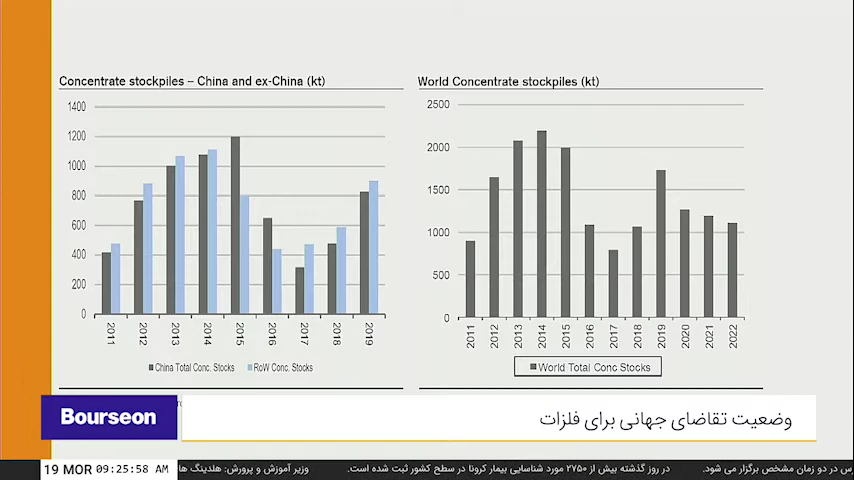 Concentrate stockpiles – China and ex-China (kt)
1400
1200
1000
800
600
400
200
0
2011 2012 2013 2014 2015 2016 2017 2018 2019
China Total Conc. Stocks RoW Conc. Stocks
World Concentrate stockpiles (kt)
2500
2000
1500
1000
500
0
2011 2012 2013 2014 2015 2016 2017 2018 2019 2020 2021 2022
World Total Conc Stocks
Bourseon
وضعیت تقاضای جهانی برای فلزات
19 MOR 09:25:58 AM
رس در دو زمان مشخص برگزار می شود. در روز گذشته بیش از ۲۷۵۰ مورد شناسایی بیمار کرونا در سطح کشور ثبت شده است. وزیر آموزش و پرورش: هلدینگ ها